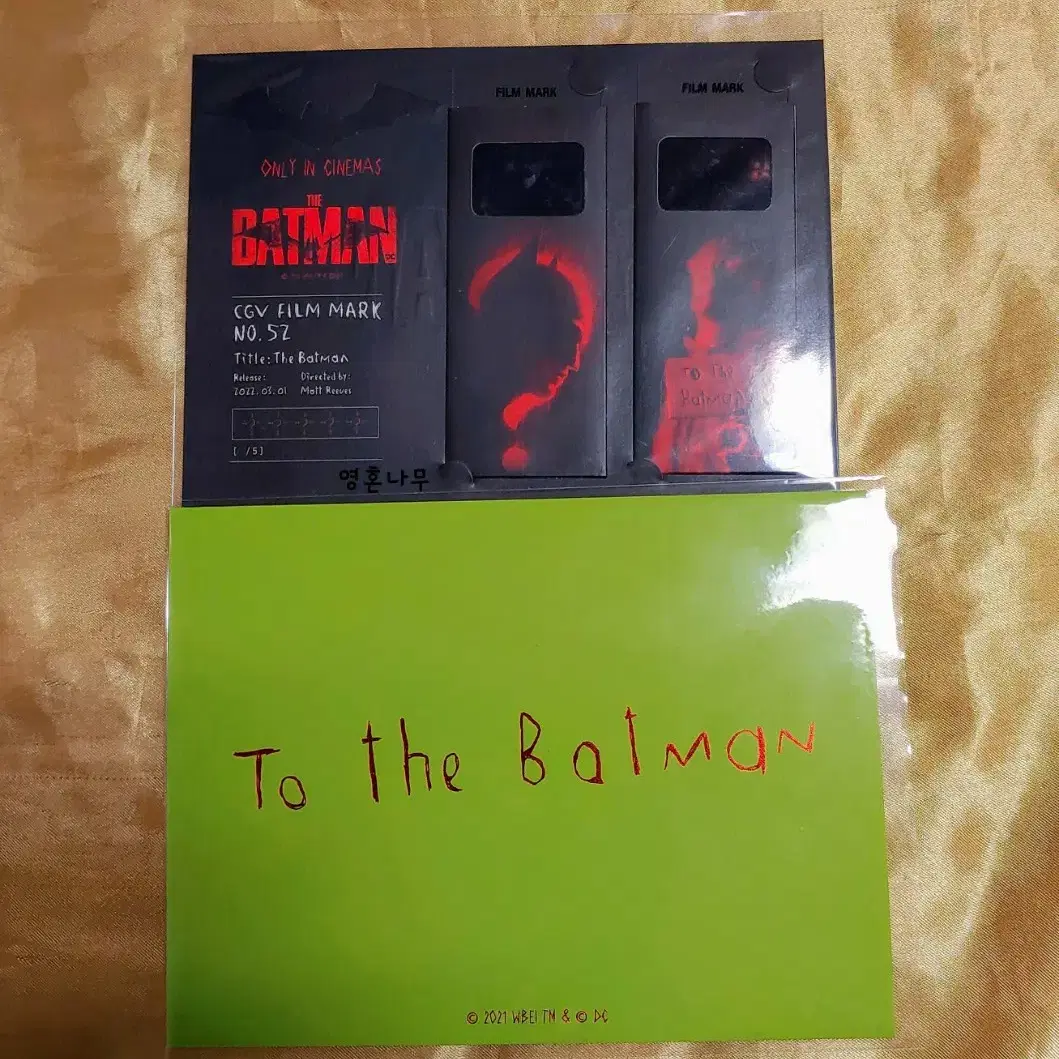 ONLY IN CINEMAS
THE
BATMAN
DC
CGV FILM MARK
NO. 52
Title: The Batman
Release: Directed by:
2022. 03. 01 Matt Reeves
[ /5]
FILM MARK
FILM MARK
To The
Batman
영혼나무
To the Batman
© 2021 WBEI TM & © DC